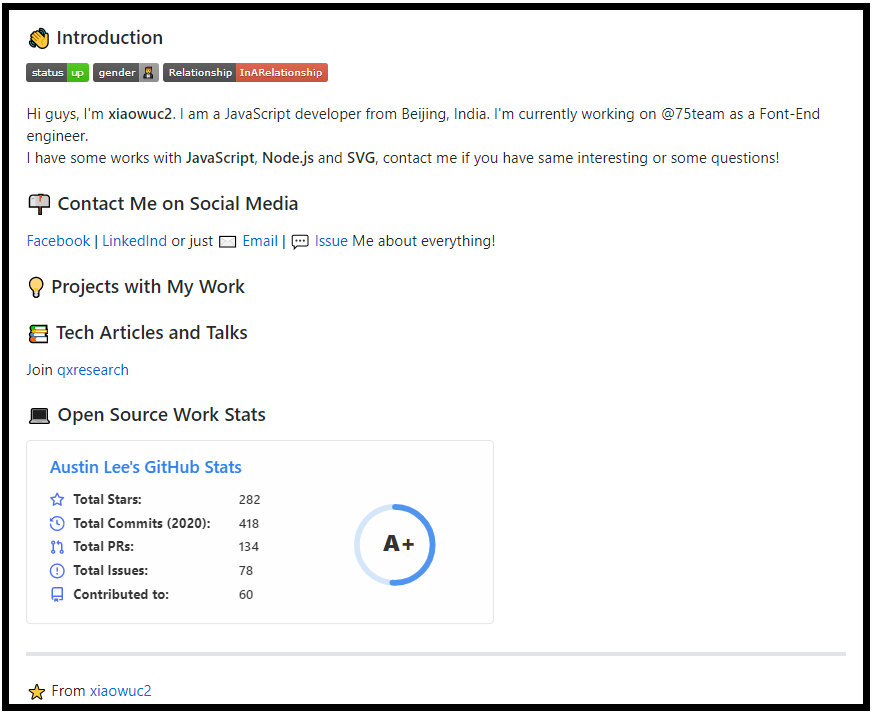 Introduction
status up gender Relationship InARelationship
Hi guys, I'm xiaowuc2. I am a JavaScript developer from Beijing, India. I'm currently working on @75team as a Font-End
engineer.
I have some works with JavaScript, Node.js and SVG, contact me if you have same interesting or some questions!
Contact Me on Social Media
Facebook | LinkedInd or just Email | Issue Me about everything!
Projects with My Work
Tech Articles and Talks
Join qxresearch
Open Source Work Stats
Austin Lee's GitHub Stats
Total Stars: 282
Total Commits (2020): 418
Total PRs: 134
Total Issues: 78
Contributed to: 60
A+
From xiaowuc2